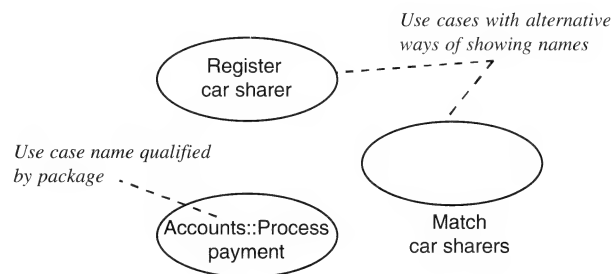 Use cases with alternative
ways of showing names
Register
car sharer
Use case name qualified
by package
Accounts::Process
payment
Match
car sharers